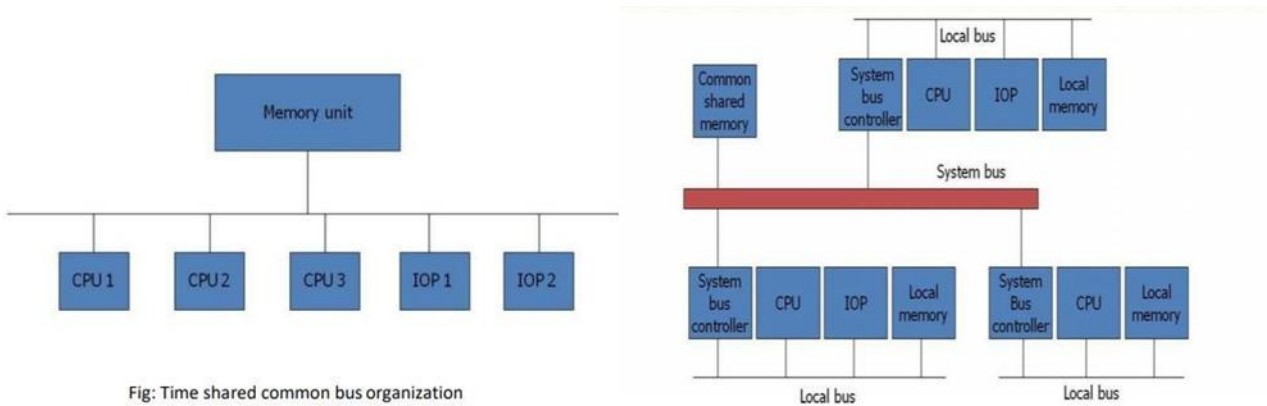 Memory unit
CPU 1
CPU 2
CPU 3
IOP 1
IOP 2
Fig: Time shared common bus organization
Local bus
Common
shared
memory
System
bus
controller
CPU
IOP
Local
memory
System bus
System
bus
controller
CPU
IOP
Local
memory
System
Bus
controller
CPU
Local
memory
Local bus
Local bus